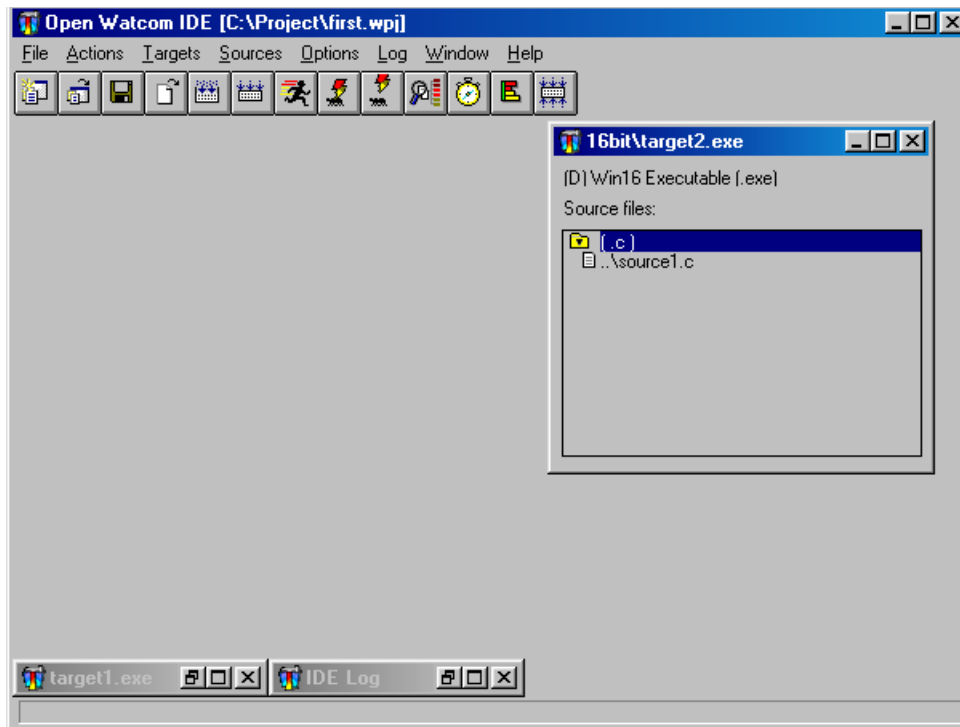 Open Watcom IDE [C:\Project\first.wpj]
File Actions Targets Sources Options Log Window Help
16bit\target2.exe
(D) Win16 Executable (.exe)
Source files:
(.c )
..\source1.c
target1.exe
IDE Log